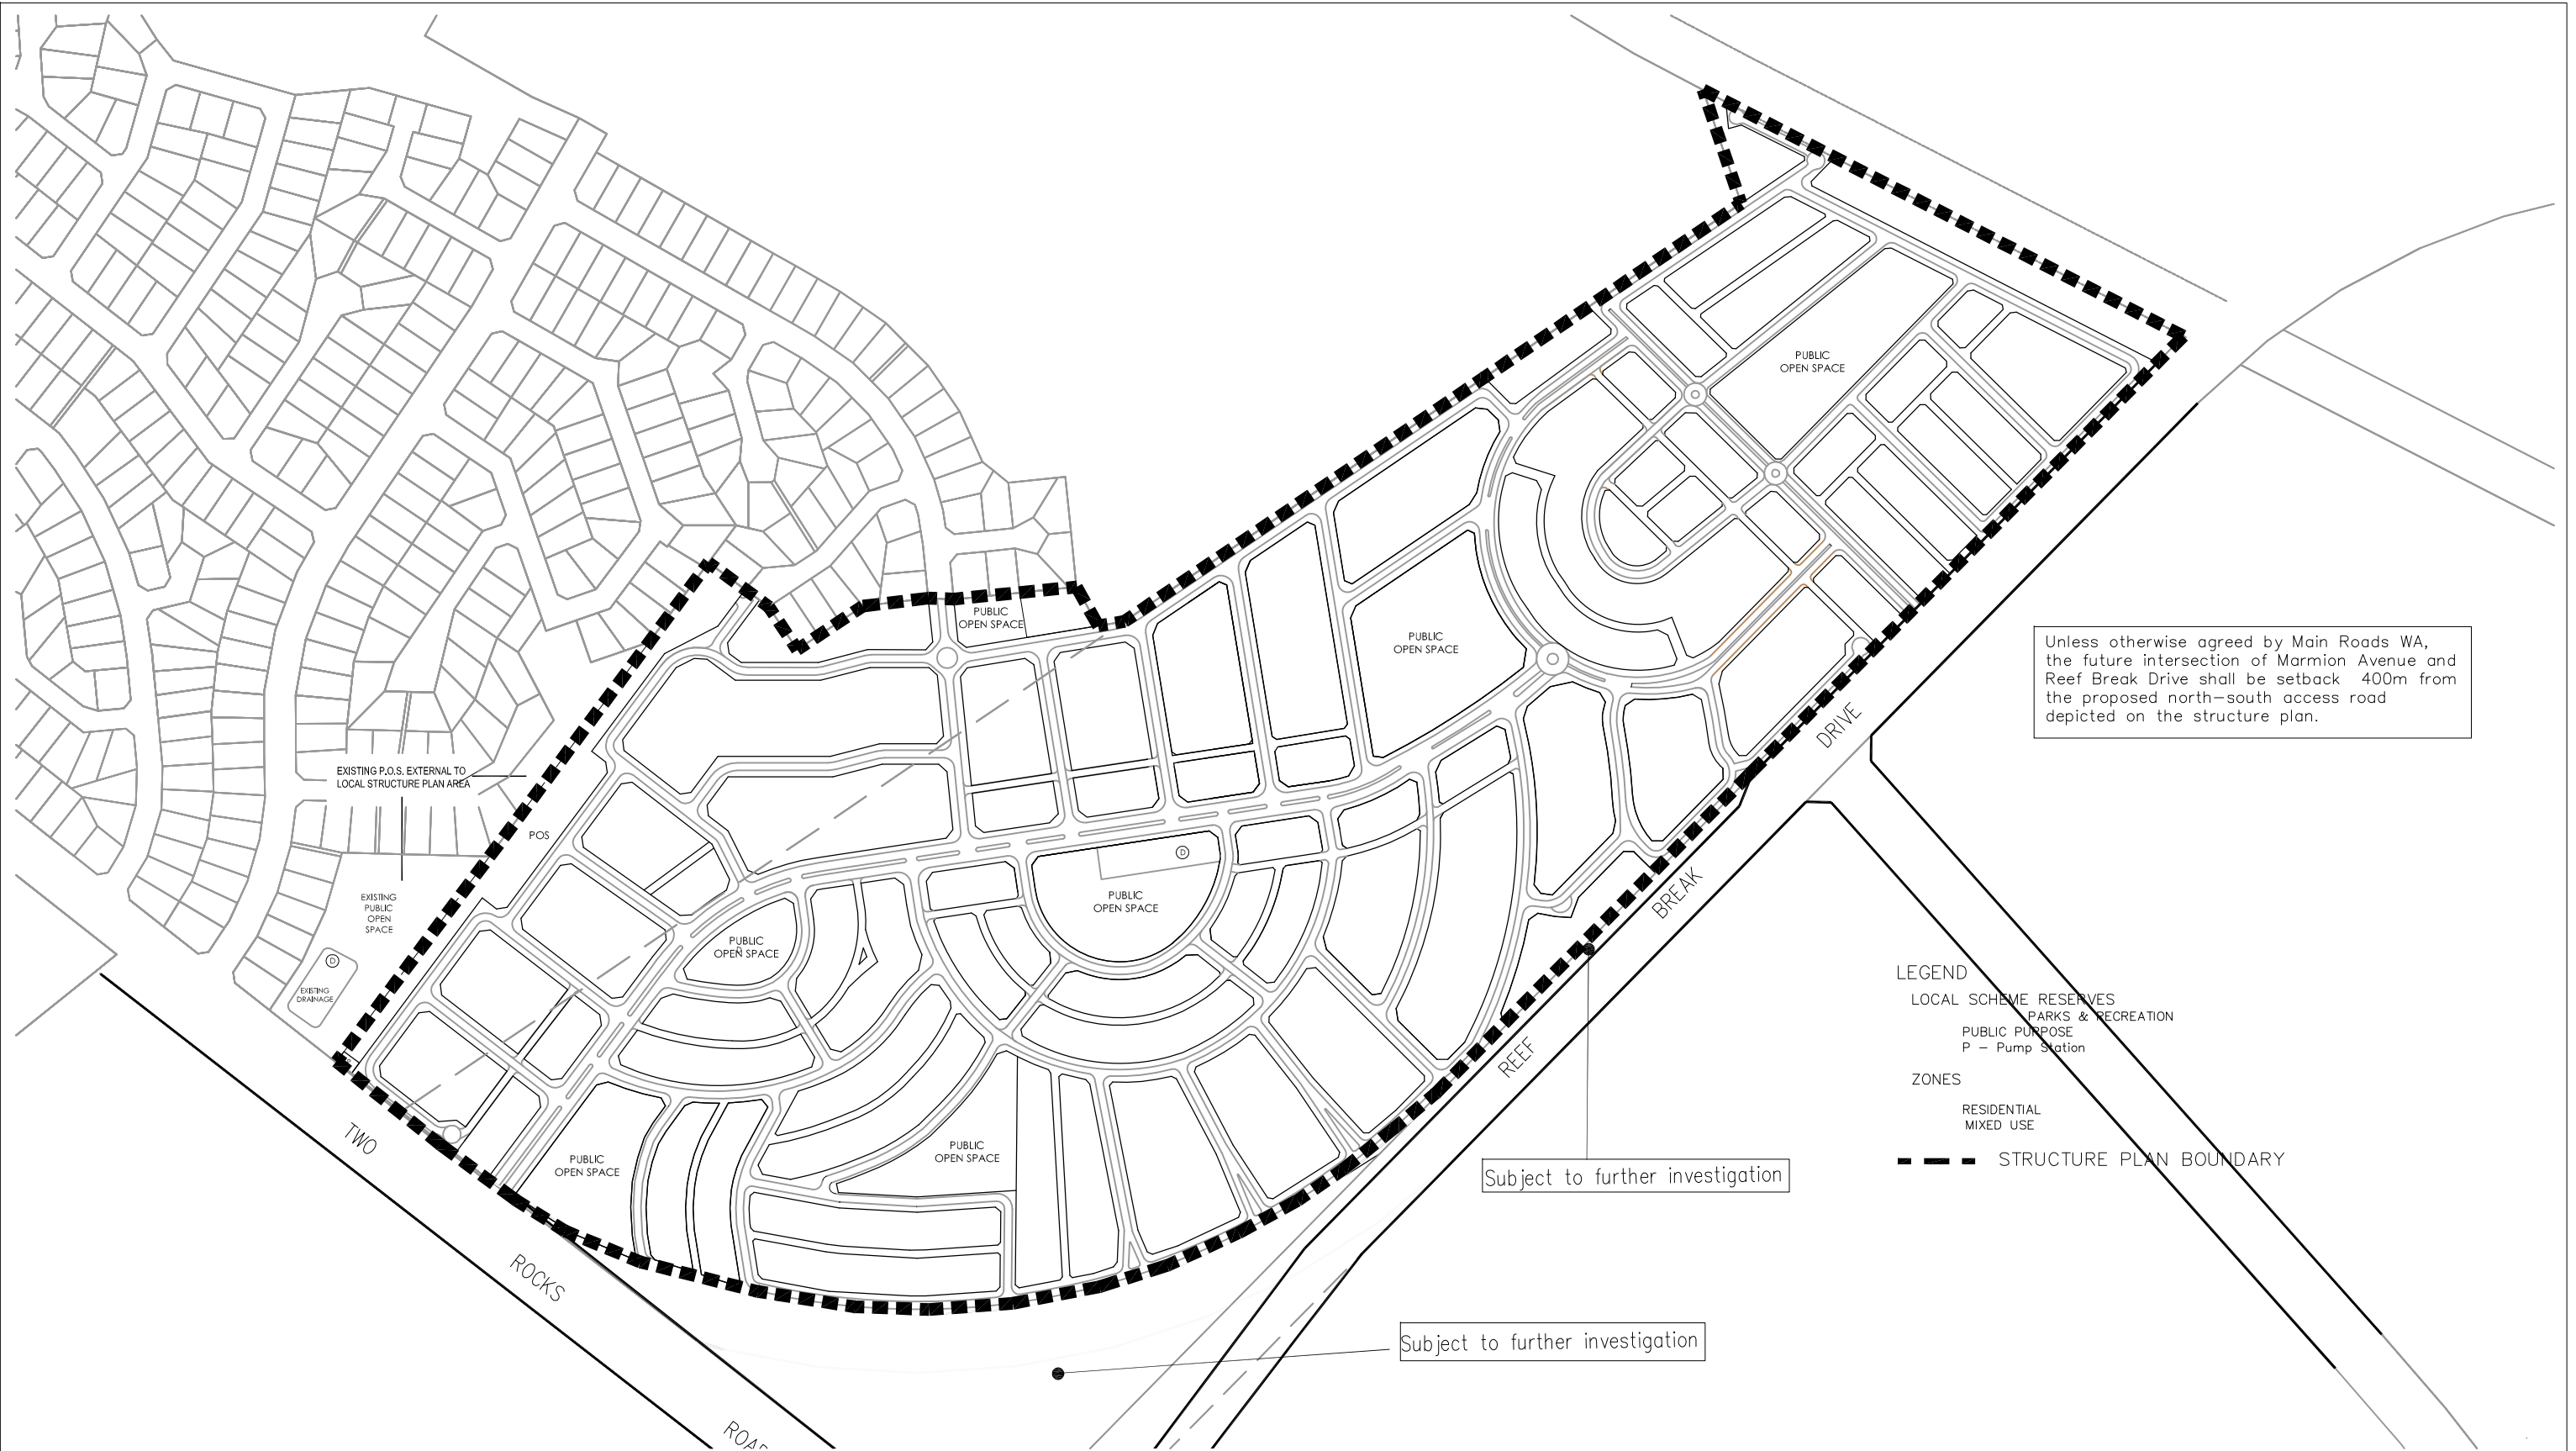 PUBLIC
OPEN SPACE
PUBLIC
OPEN SPACE
PUBLIC
OPEN SPACE
Unless otherwise agreed by Main Roads WA,
the future intersection of Marmion Avenue and
Reef Break Drive shall be setback 400m from
the proposed north-south access road
depicted on the structure plan.
EXISTING P.O.S. EXTERNAL TO
LOCAL STRUCTURE PLAN AREA
POS
EXISTING
PUBLIC
OPEN
SPACE
D
EXISTING
DRAINAGE
D
PUBLIC
OPEN SPACE
PUBLIC
OPEN SPACE
D
PUBLIC
OPEN SPACE
PUBLIC
OPEN SPACE
REEF BREAK DRIVE
TWO ROCKS
Subject to further investigation
Subject to further investigation
LEGEND
LOCAL SCHEME RESERVES
PARKS & RECREATION
PUBLIC PURPOSE
P - Pump Station
ZONES
RESIDENTIAL
MIXED USE
STRUCTURE PLAN BOUNDARY